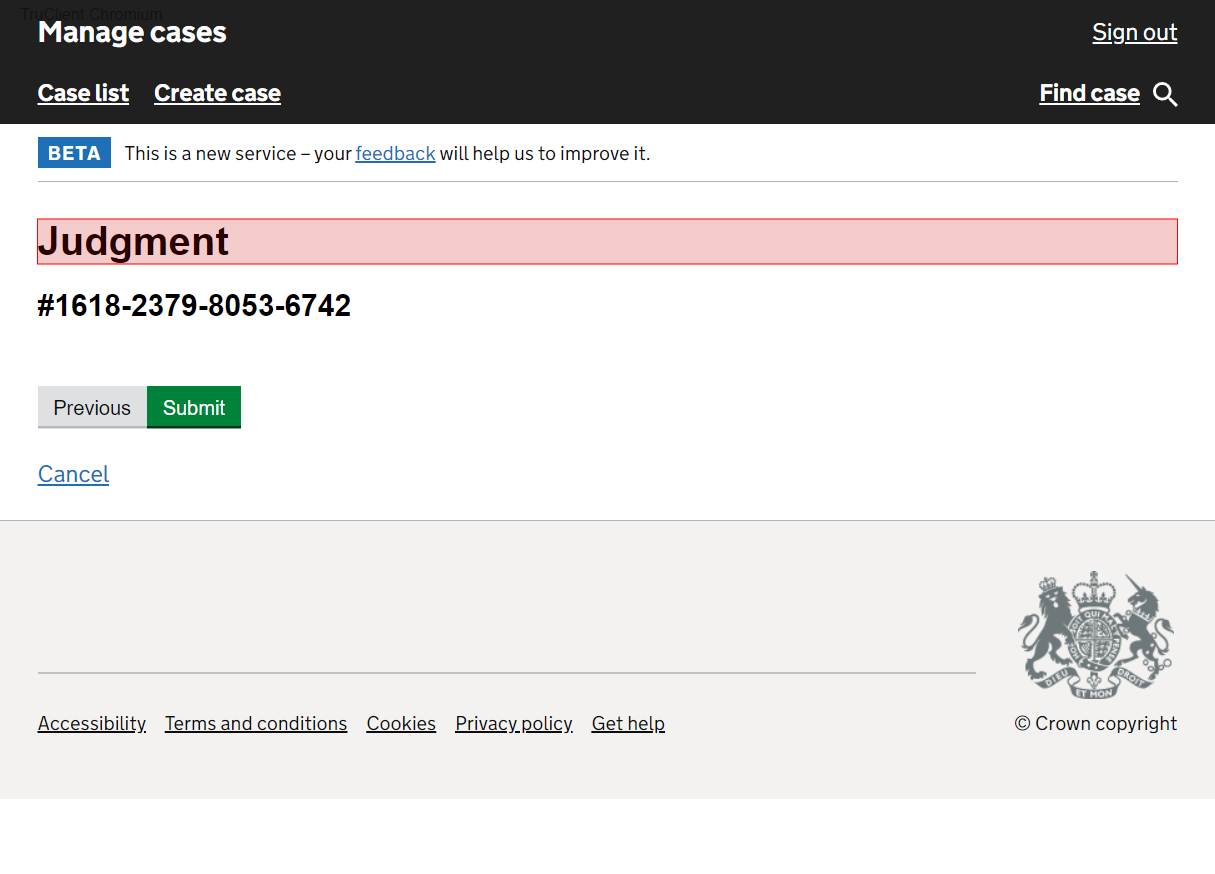 TruClient Chromium
Manage cases
Sign out
Case list Create case
Find case
BETA This is a new service – your feedback will help us to improve it.
Judgment
#1618-2379-8053-6742
Previous Submit
Cancel
DIEU ET MON DROIT
Accessibility Terms and conditions Cookies Privacy policy Get help
© Crown copyright